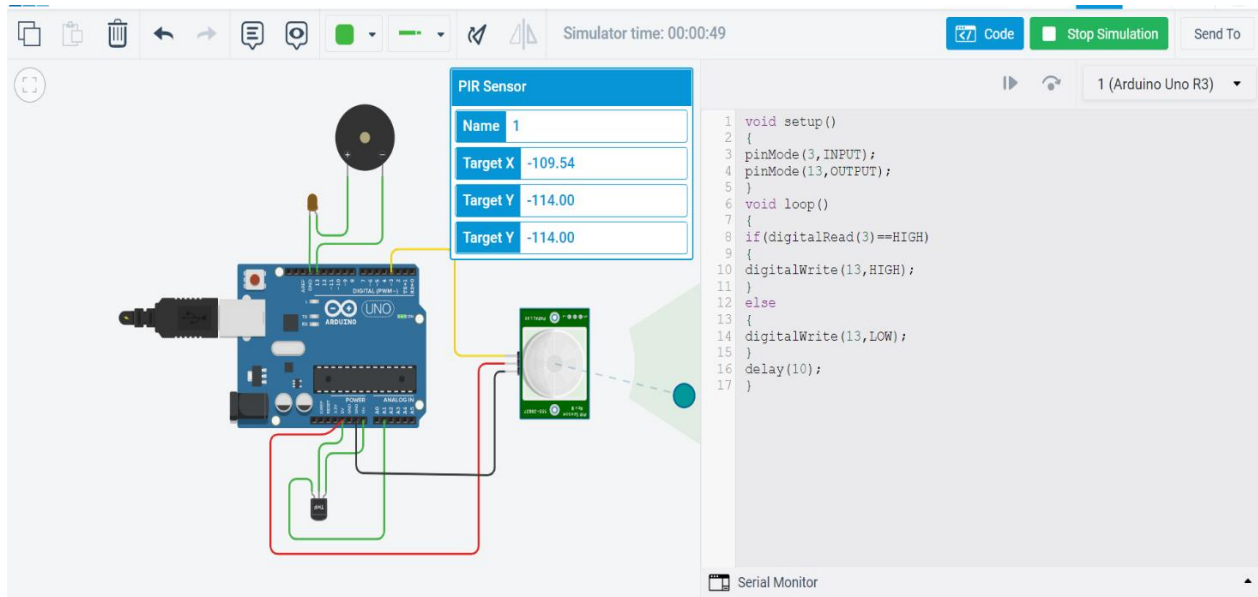 Simulator time: 00:00:49
Code
Stop Simulation
Send To
PIR Sensor
Name 1
Target X -109.54
Target Y -114.00
Target Y -114.00
1 (Arduino Uno R3)
1 void setup()
2 {
3 pinMode(3,INPUT);
4 pinMode(13,OUTPUT);
5 }
6 void loop()
7 {
8 if(digitalRead(3)==HIGH)
9 {
10 digitalWrite(13,HIGH);
11 }
12 else
13 {
14 digitalWrite(13,LOW);
15 }
16 delay(10);
17 }
DIGITAL (PWM~)
UNO
ARDUINO
POWER
ANALOG IN
TMP
Serial Monitor